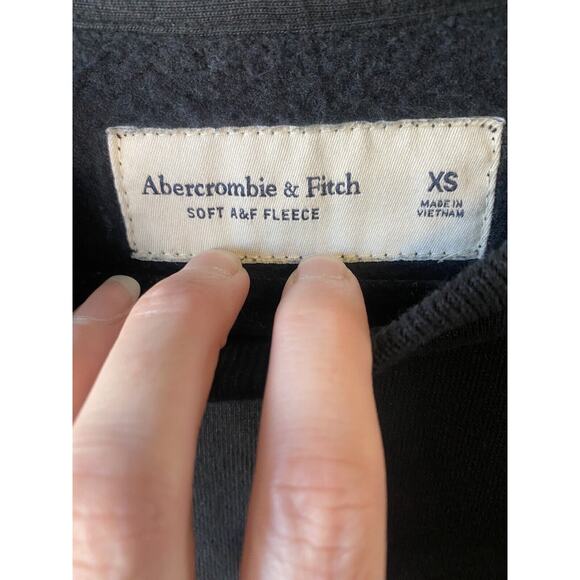 Abercrombie & Fitch
SOFT A&F FLEECE
XS
MADE IN
VIETNAM